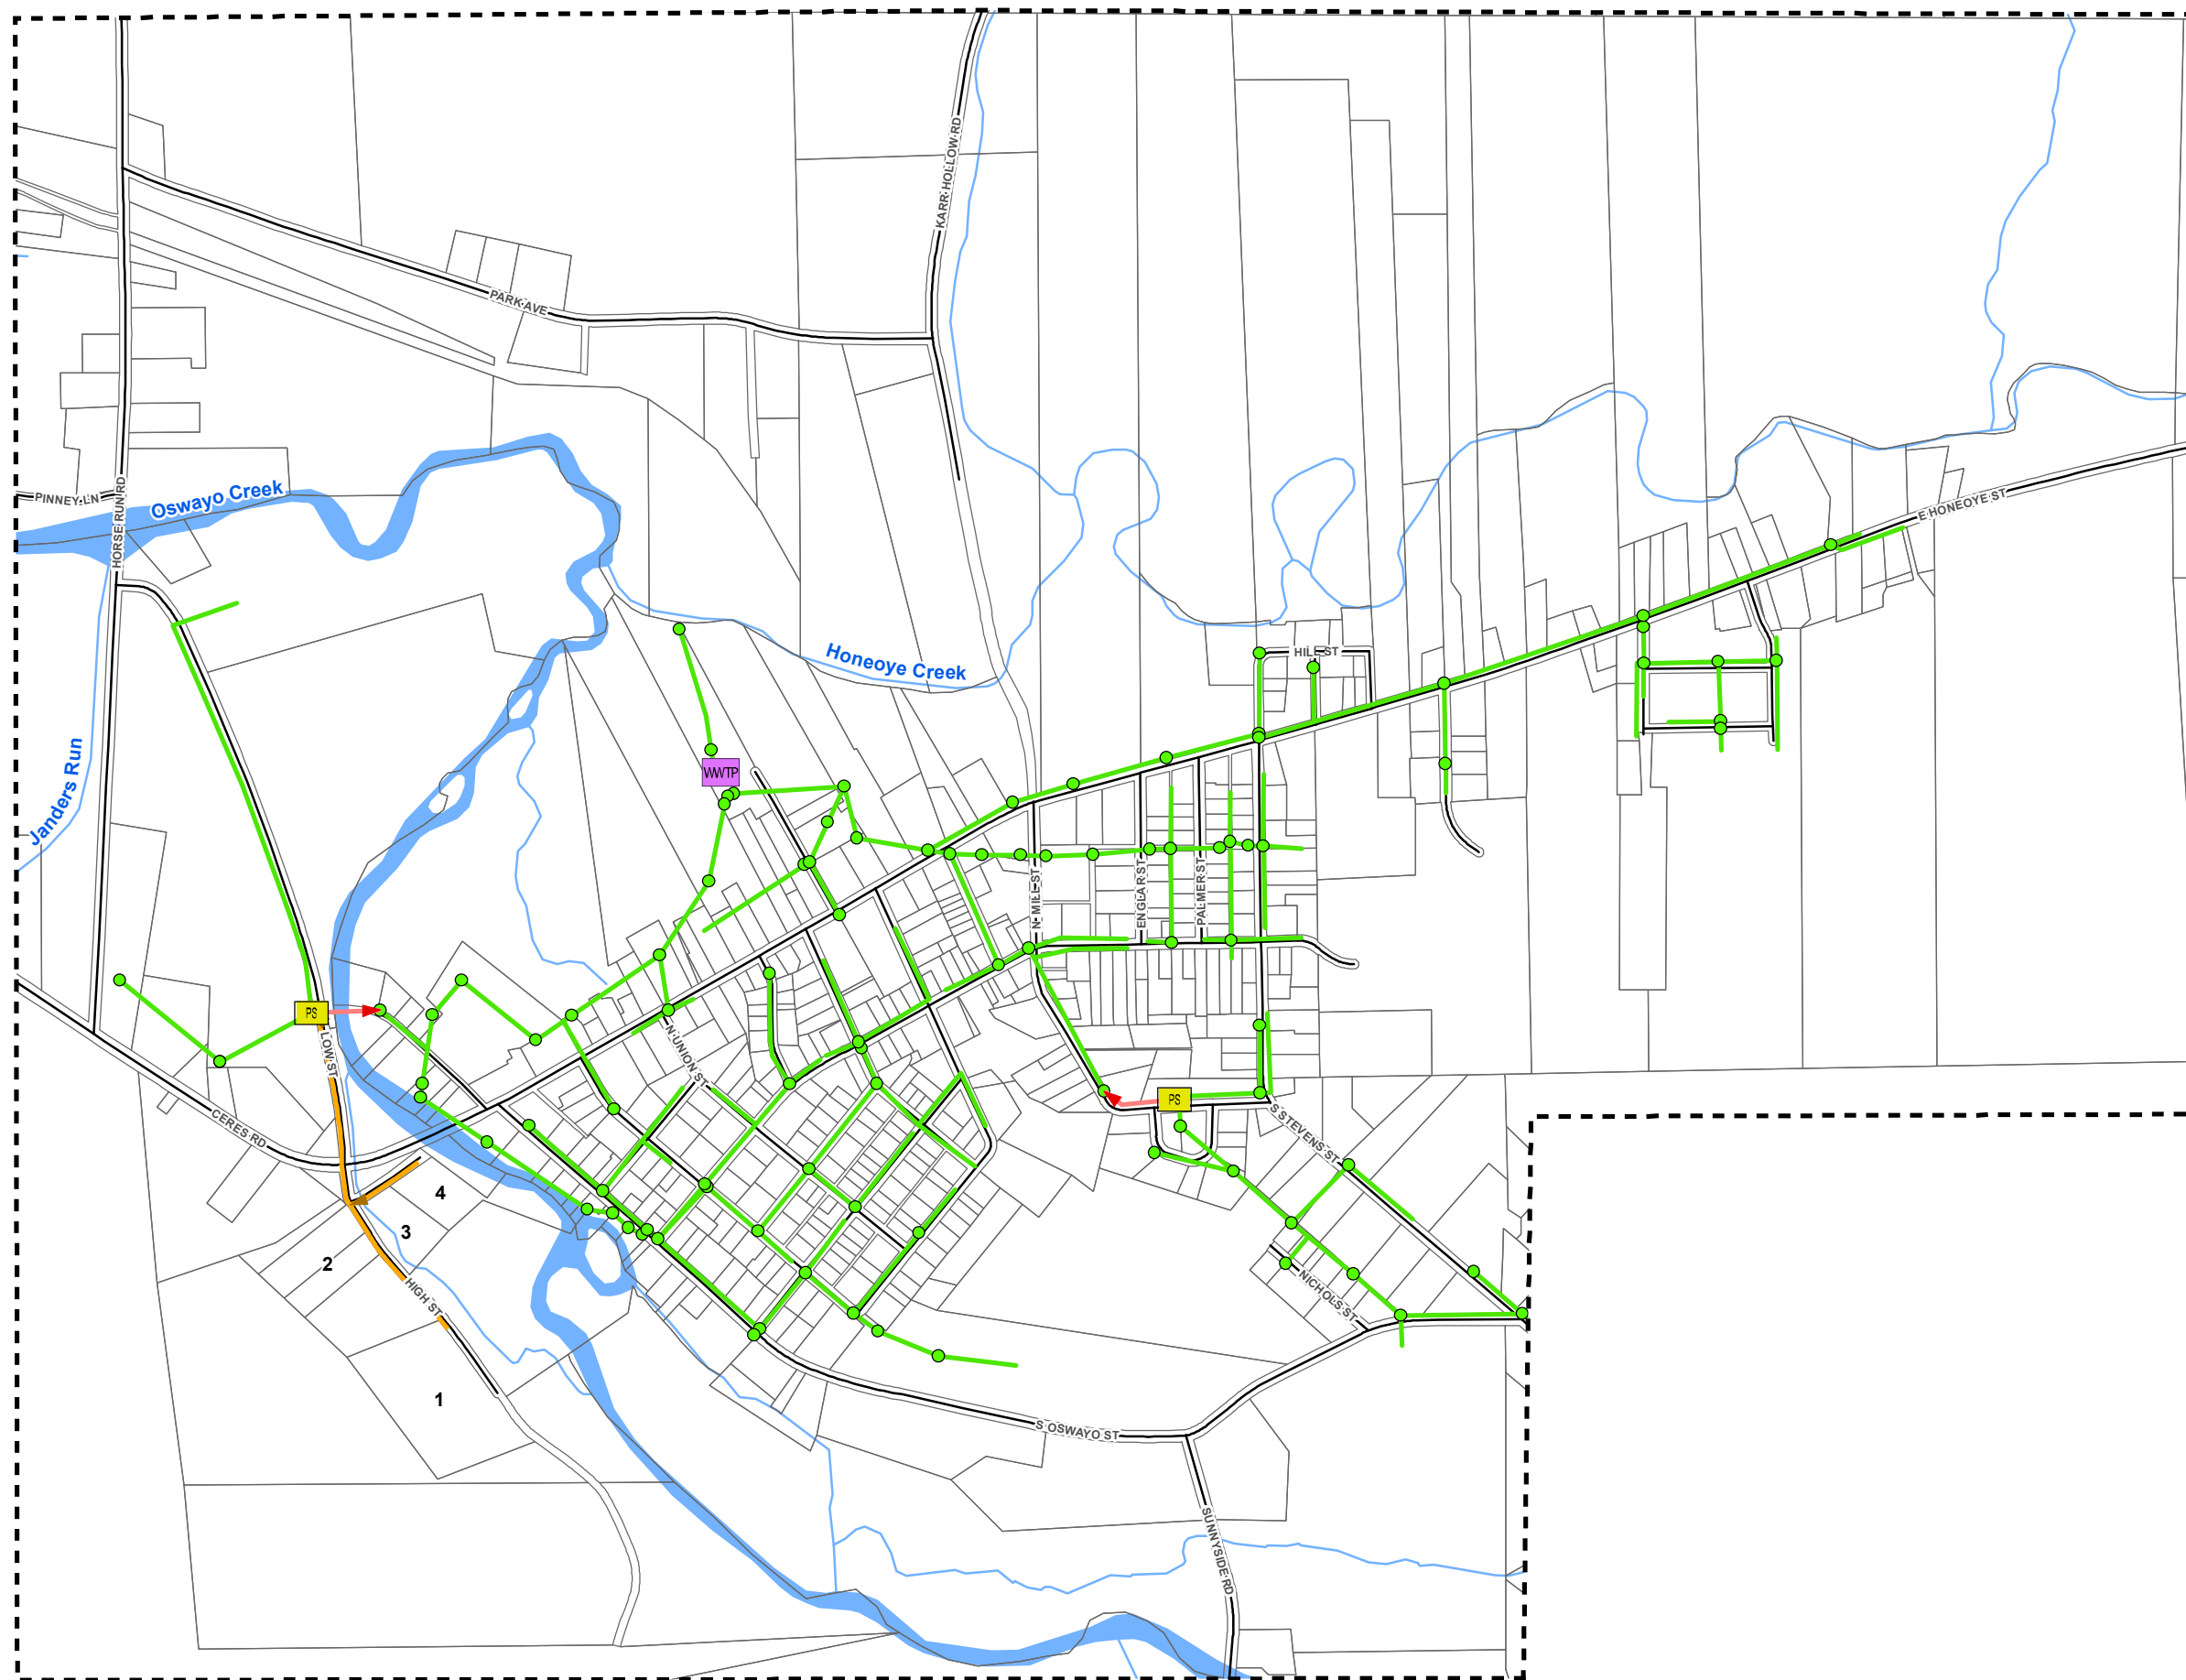 KARR HOLLOW RD
PARK AVE
PINNEY LN
HORSE RUN RD
Oswayo Creek
E HONEOYE ST
Honeoye Creek
HILL ST
Janders Run
WWTP
N MILL ST
ENGLAR ST
PALMER ST
PS
LOW ST
N UNION ST
PS
CERES RD
S STEVENS ST
4
3
2
HIGH ST
NICHOLS ST
1
S OSWAYO ST
SUNNYSIDE RD